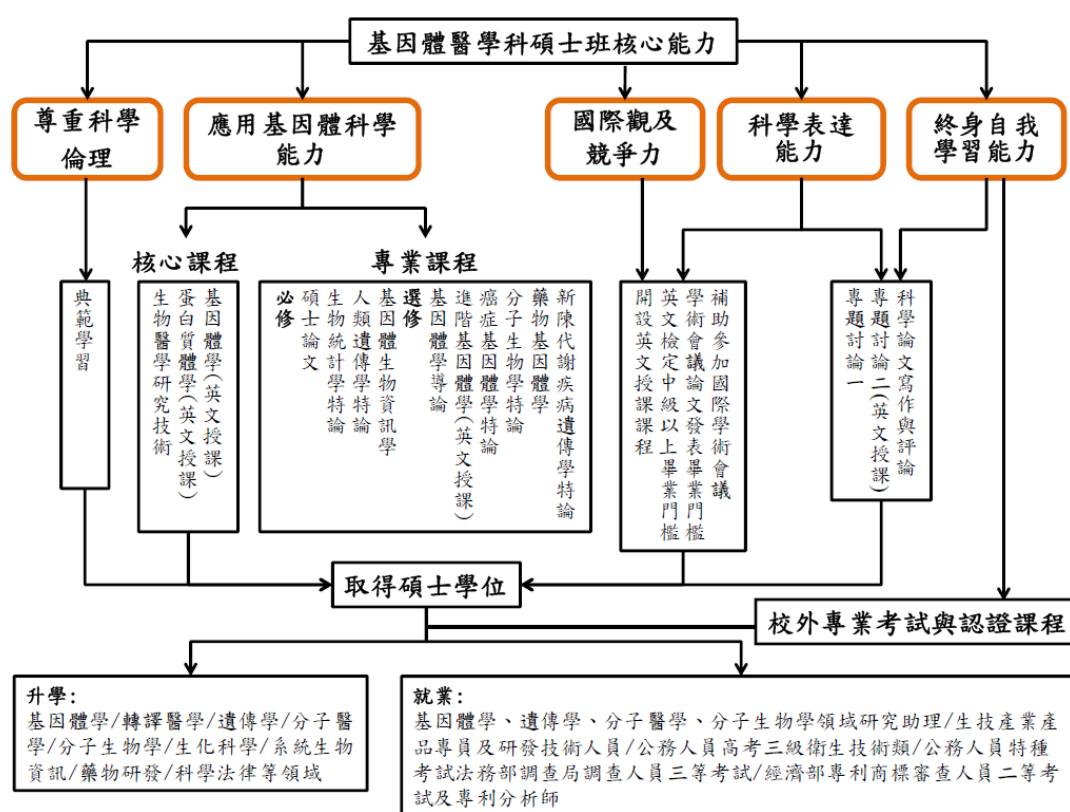 基因體醫學科碩士班核心能力
尊重科學
倫理
應用基因體科學
能力
國際觀及
競爭力
科學表達
能力
終身自我
學習能力
核心課程
專業課程
典範學習
基因體學(英文授課)
蛋白質體學(英文授課)
生物醫學研究技術
新陳代謝疾病遺傳學特論
藥物基因體學
分子生物學特論
癌症基因體學特論
進階基因體學(英文授課)
基因體學導論
選修
基因體生物資訊學
人類遺傳學特論
生物統計學特論
碩士論文
必修
補助參加國際學術會議
學術會議論文發表畢業門檻
英文檢定中級以上畢業門檻
開設英文授課課程
科學論文寫作與評論
專題討論二(英文授課)
專題討論一
取得碩士學位
校外專業考試與認證課程
升學:
基因體學/轉譯醫學/遺傳學/分子醫
學/分子生物學/生化科學/系統生物
資訊/藥物研發/科學法律等領域
就業:
基因體學、遺傳學、分子醫學、分子生物學領域研究助理/生技產業產
品專員及研發技術人員/公務人員高考三級衛生技術類/公務人員特種
考試法務部調查局調查人員三等考試/經濟部專利商標審查人員二等考
試及專利分析師